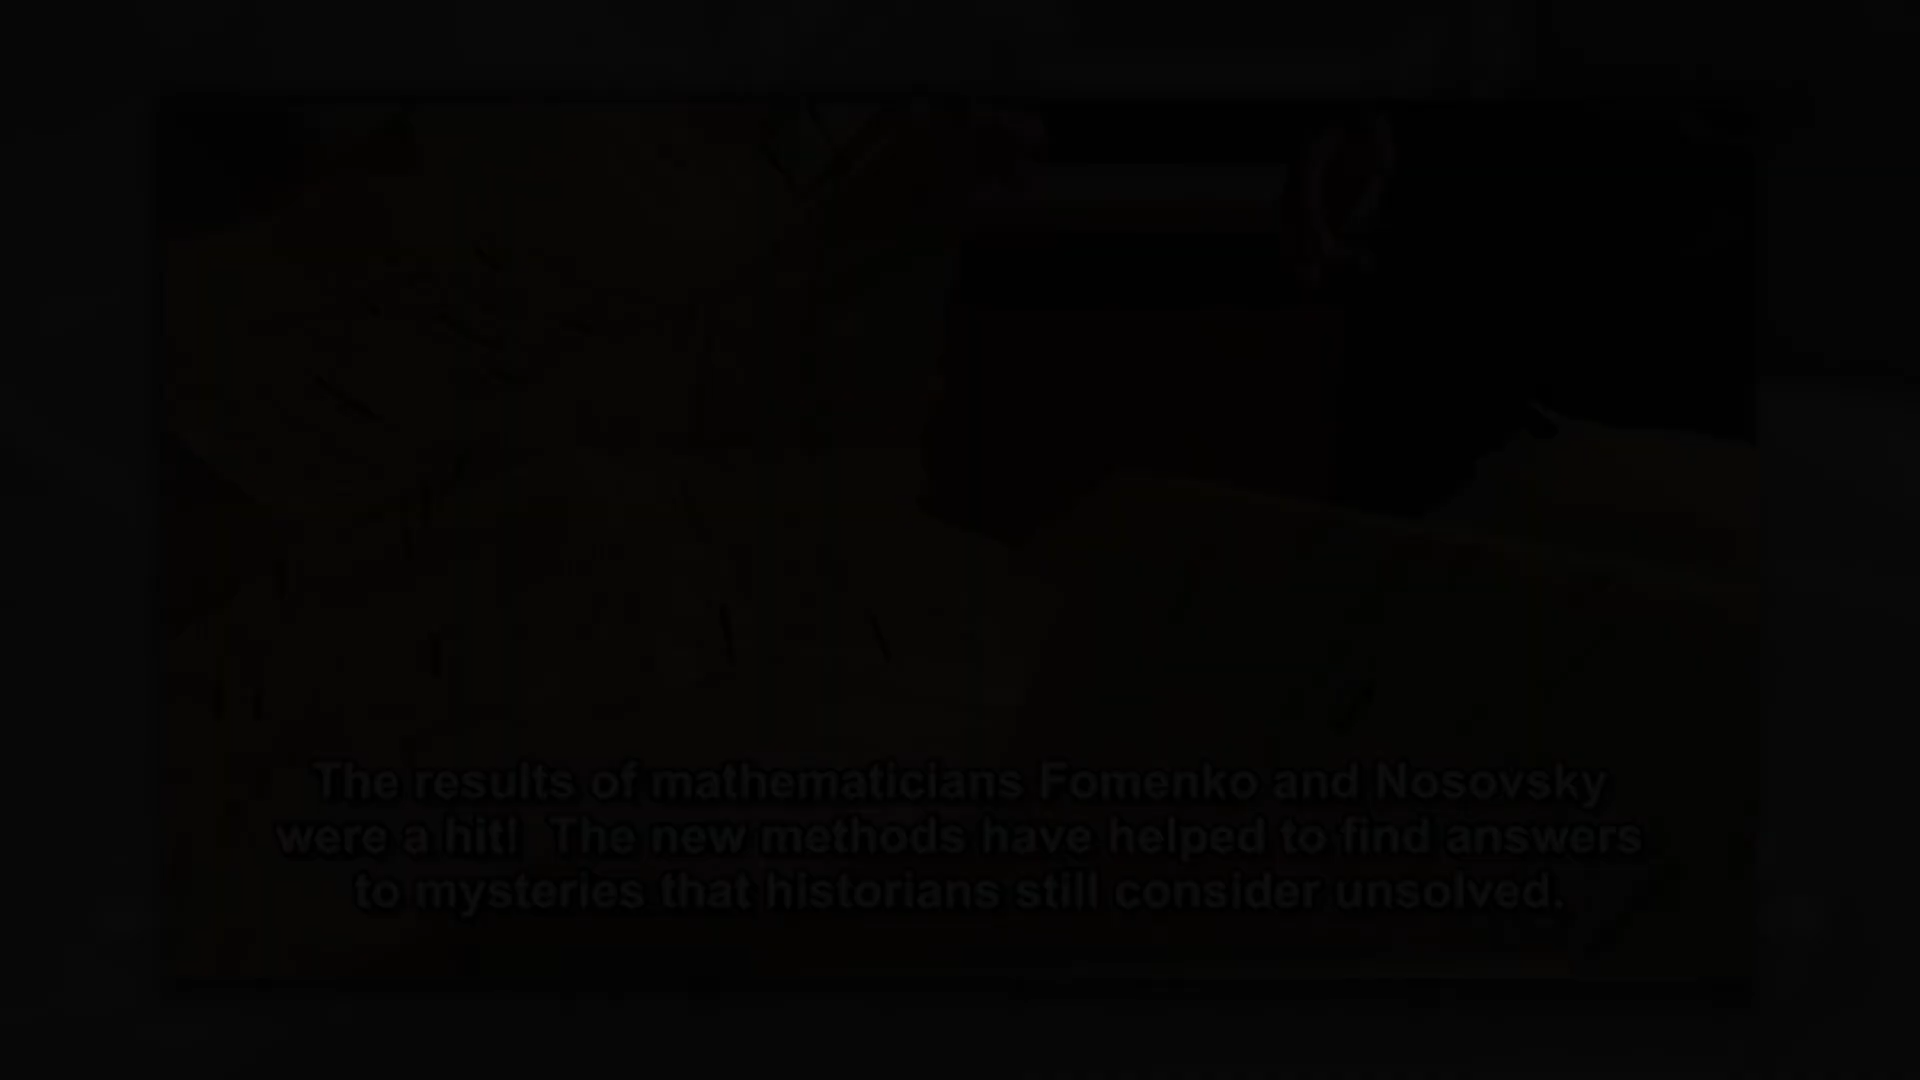 The results of mathematicians Fomenko and Nosovsky
were a hit!  The new methods have helped to find answers
to mysteries that historians still consider unsolved.